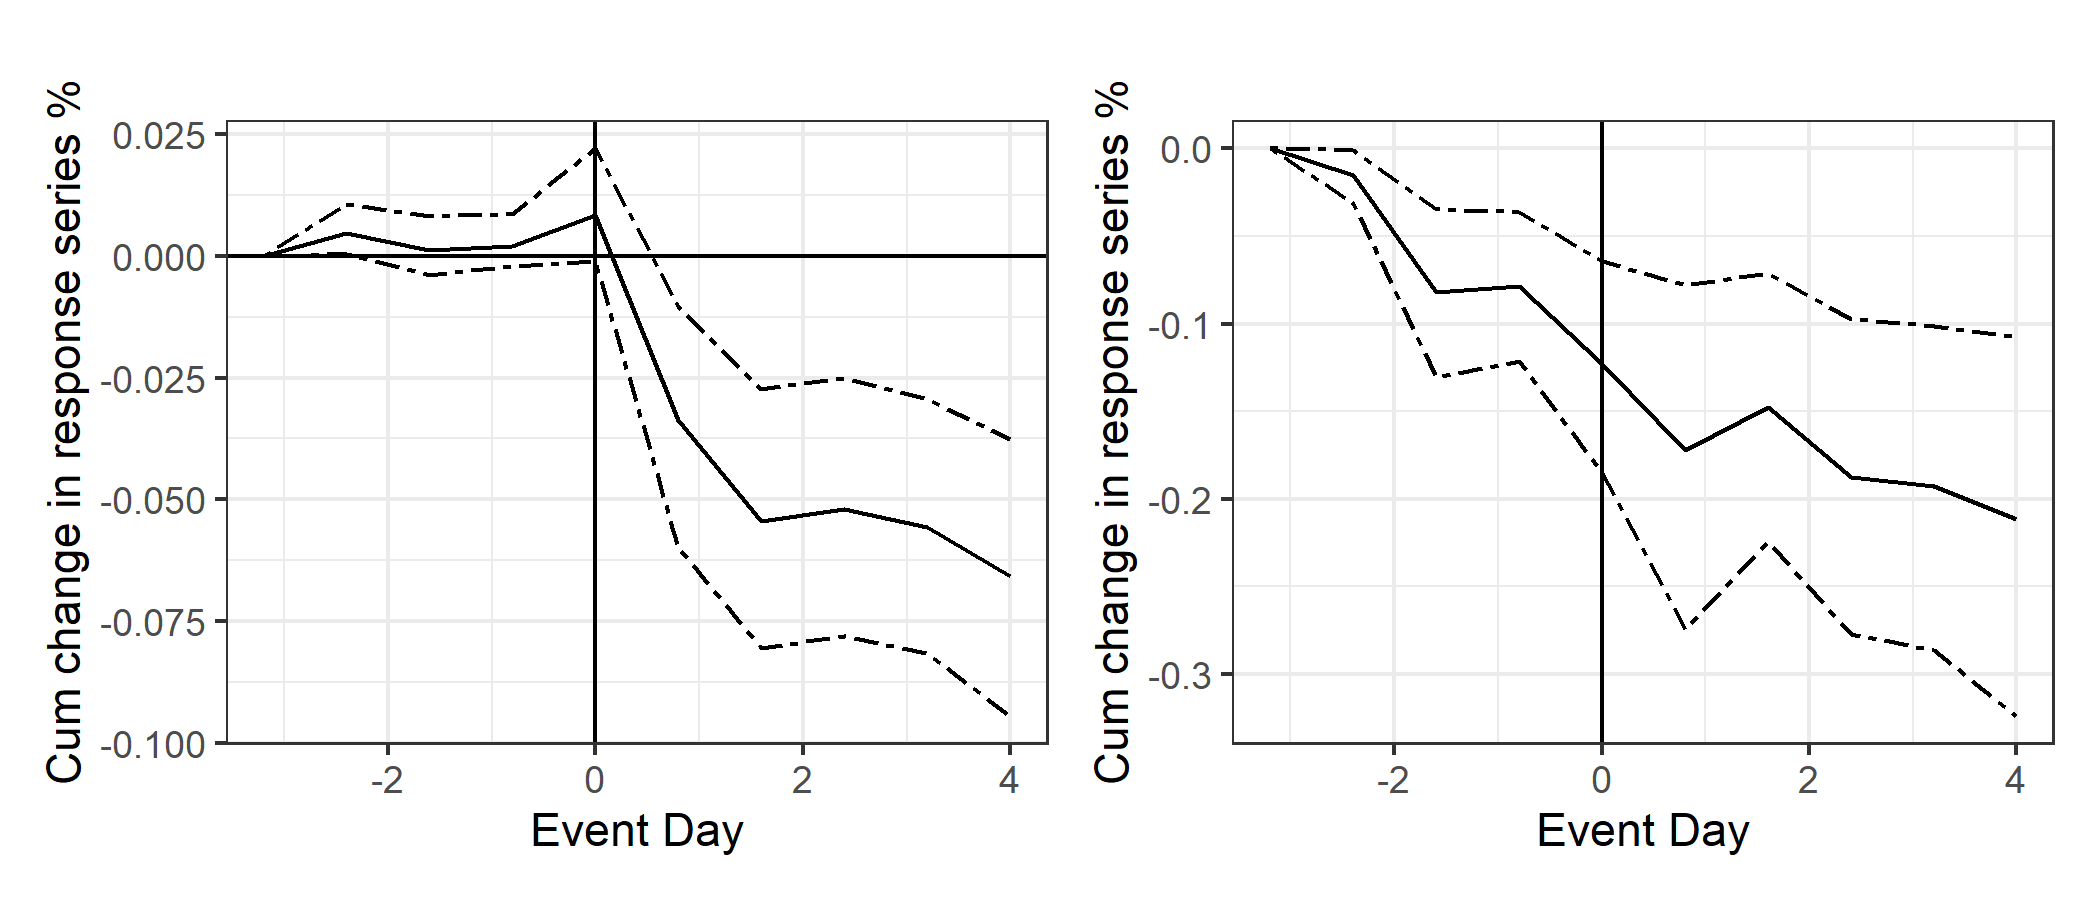 Cum change in response series %
0.025
0.000
-0.025
-0.050
-0.075
-0.100
-2 0 2 4
Event Day
Cum change in response series %
0.0
-0.1
-0.2
-0.3
-2 0 2 4
Event Day